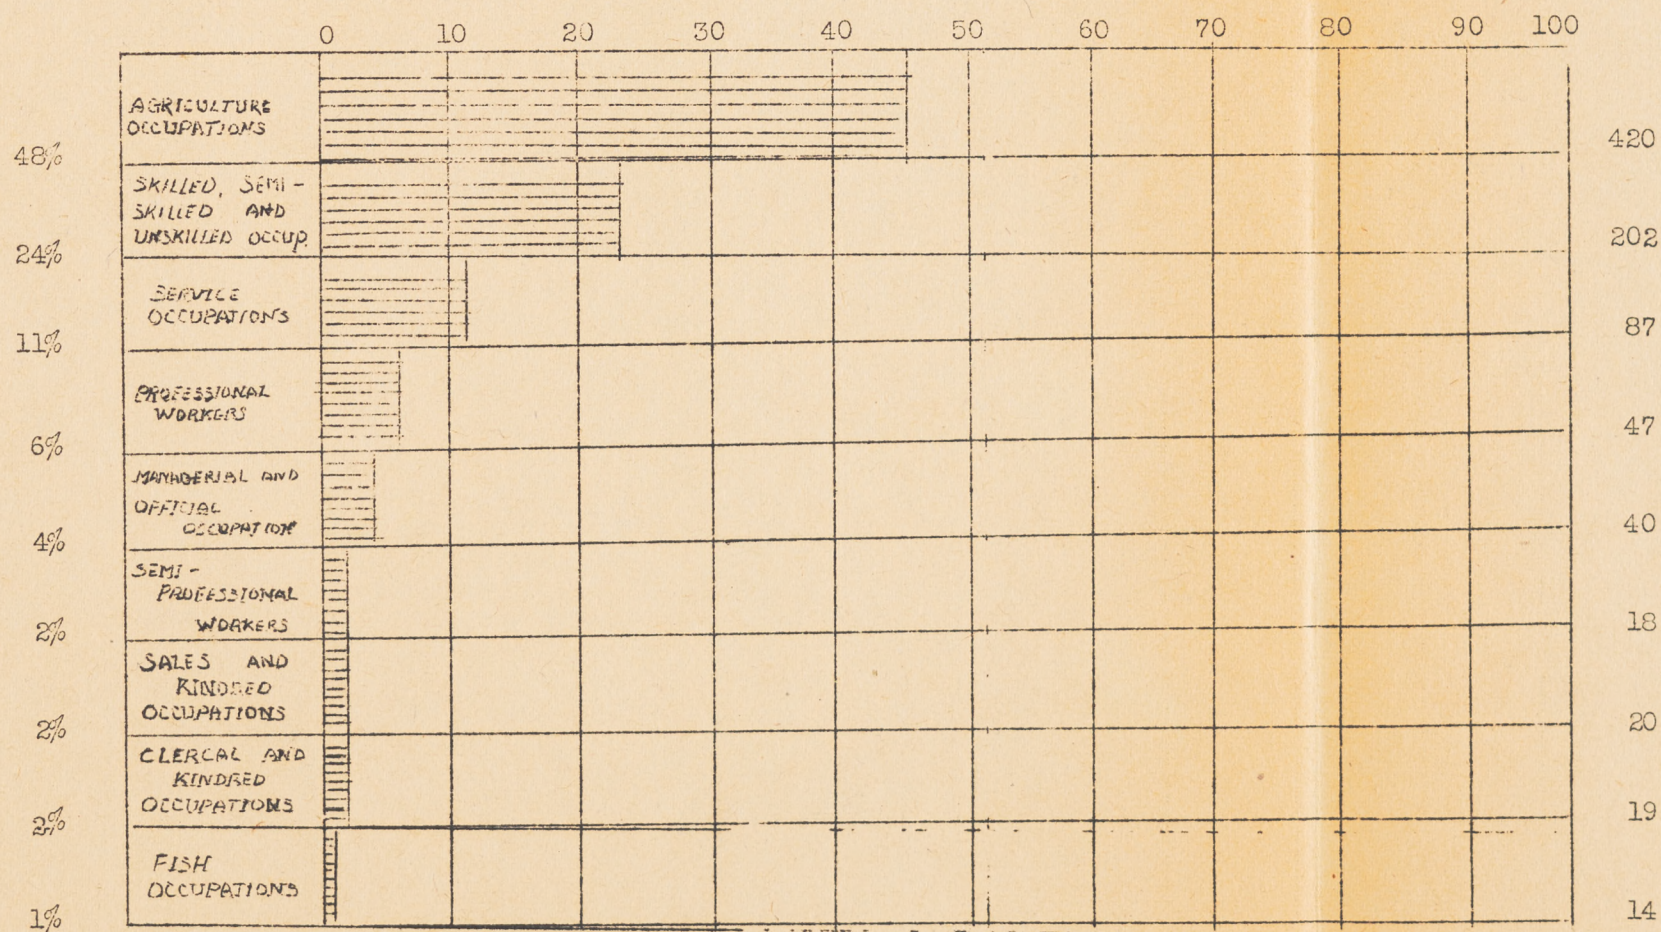 0 10 20 30 40 50 60 70 80 90 100
AGRICULTURE
OCCUPATIONS
48%
420
SKILLED, SEMI-
SKILLED AND
UNSKILLED OCCUP.
24%
202
SERVICE
OCCUPATIONS
11%
87
PROFESSIONAL
WORKERS
6%
47
MANAGERIAL AND
OFFICIAL
OCCUPATION
4%
40
SEMI-
PROFESSIONAL
WORKERS
2%
18
SALES AND
KINDRED
OCCUPATIONS
2%
20
CLERCAL AND
KINDRED
OCCUPATIONS
2%
19
FISH
OCCUPATIONS
1%
14